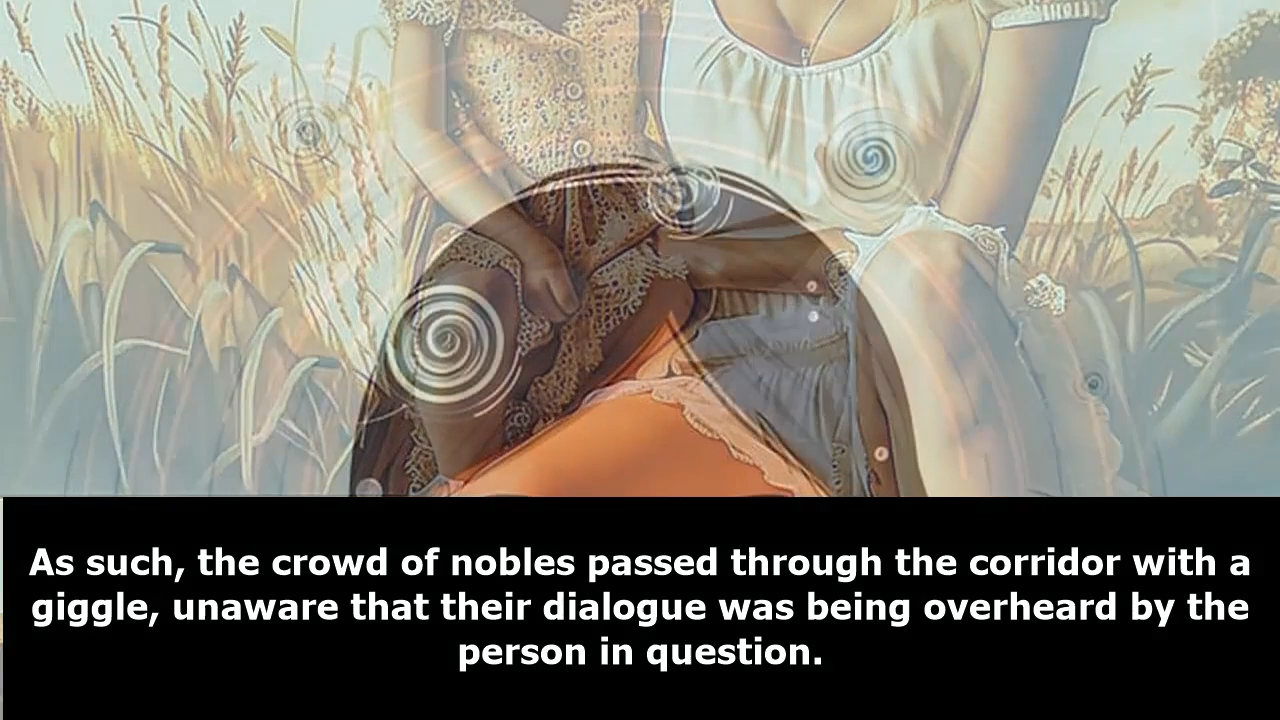 As such, the crowd of nobles passed through the corridor with a
giggle, unaware that their dialogue was being overheard by the
person in question.